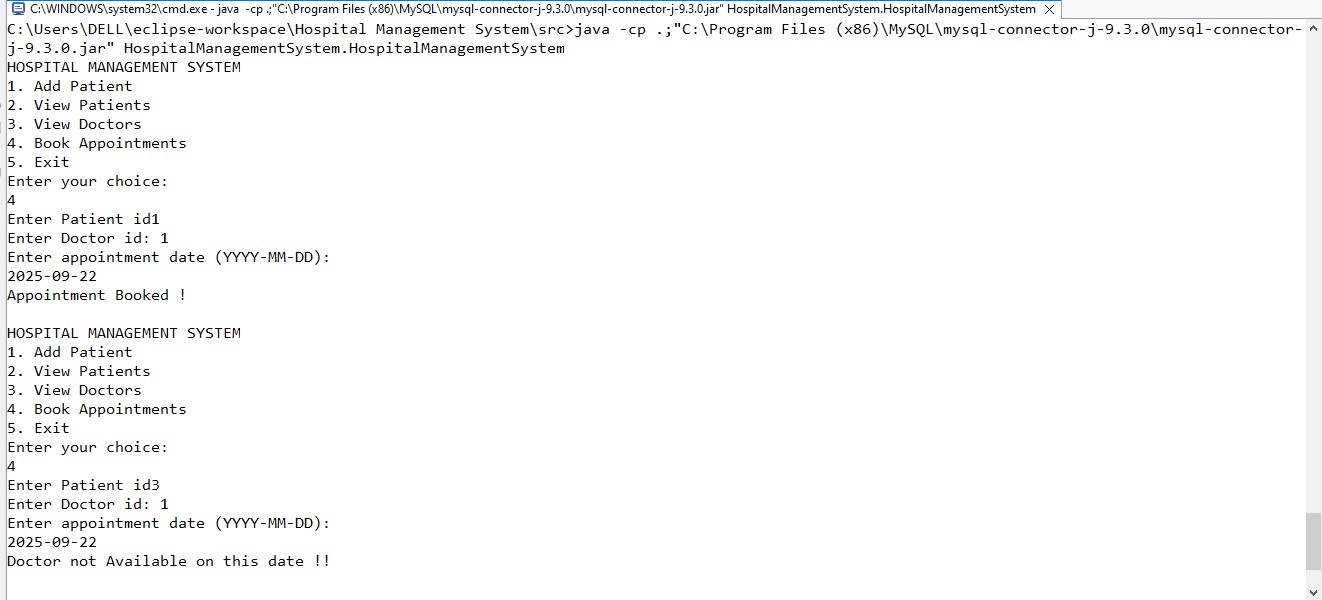 C:\WINDOWS\system32\cmd.exe - java  -cp .;"C:\Program Files (x86)\MySQL\mysql-connector-j-9.3.0\mysql-connector-j-9.3.0.jar" HospitalManagementSystem.HospitalManagementSystem
C:\Users\DELL\eclipse-workspace\Hospital Management System\src>java -cp .;"C:\Program Files (x86)\MySQL\mysql-connector-j-9.3.0\mysql-connector-
j-9.3.0.jar" HospitalManagementSystem.HospitalManagementSystem
HOSPITAL MANAGEMENT SYSTEM
1. Add Patient
2. View Patients
3. View Doctors
4. Book Appointments
5. Exit
Enter your choice:
4
Enter Patient id1
Enter Doctor id: 1
Enter appointment date (YYYY-MM-DD):
2025-09-22
Appointment Booked !
HOSPITAL MANAGEMENT SYSTEM
1. Add Patient
2. View Patients
3. View Doctors
4. Book Appointments
5. Exit
Enter your choice:
4
Enter Patient id3
Enter Doctor id: 1
Enter appointment date (YYYY-MM-DD):
2025-09-22
Doctor not Available on this date !!